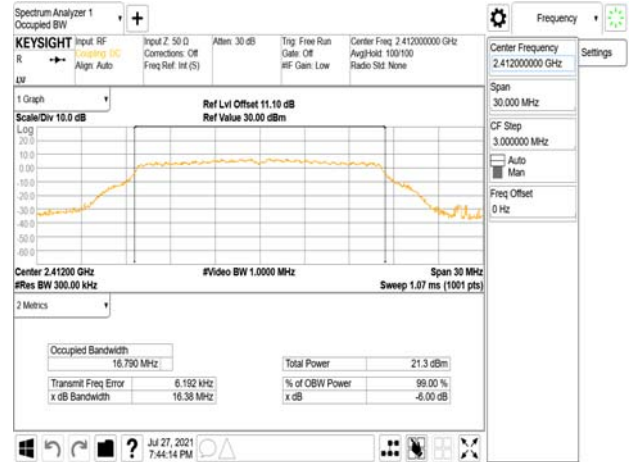 Spectrum Analyzer 1
Occupied BW
+
Frequency
KEYSIGHT
R
Input: RF
Coupling: DC
Align: Auto
Input Z: 50 Ω
Corrections: Off
Freq Ref: Int (S)
Atten: 30 dB
Trig: Free Run
Gate: Off
#IF Gain: Low
Center Freq: 2.412000000 GHz
Avg|Hold: 100/100
Radio Std: None
Center Frequency
2.412000000 GHz
Settings
Span
30.000 MHz
CF Step
3.000000 MHz
Auto
Man
Freq Offset
0 Hz
1 Graph
Scale/Div 10.0 dB
Ref Lvl Offset 11.10 dB
Ref Value 30.00 dBm
Log
20.0
10.0
0.00
-10.0
-20.0
-30.0
-40.0
-50.0
-60.0
Center 2.41200 GHz
#Res BW 300.00 kHz
#Video BW 1.0000 MHz
Span 30 MHz
Sweep 1.07 ms (1001 pts)
2 Metrics
Occupied Bandwidth
16.790 MHz
Transmit Freq Error 6.192 kHz
x dB Bandwidth 16.38 MHz
Total Power 21.3 dBm
% of OBW Power 99.00 %
x dB -6.00 dB
?
Jul 27, 2021
7:44:14 PM